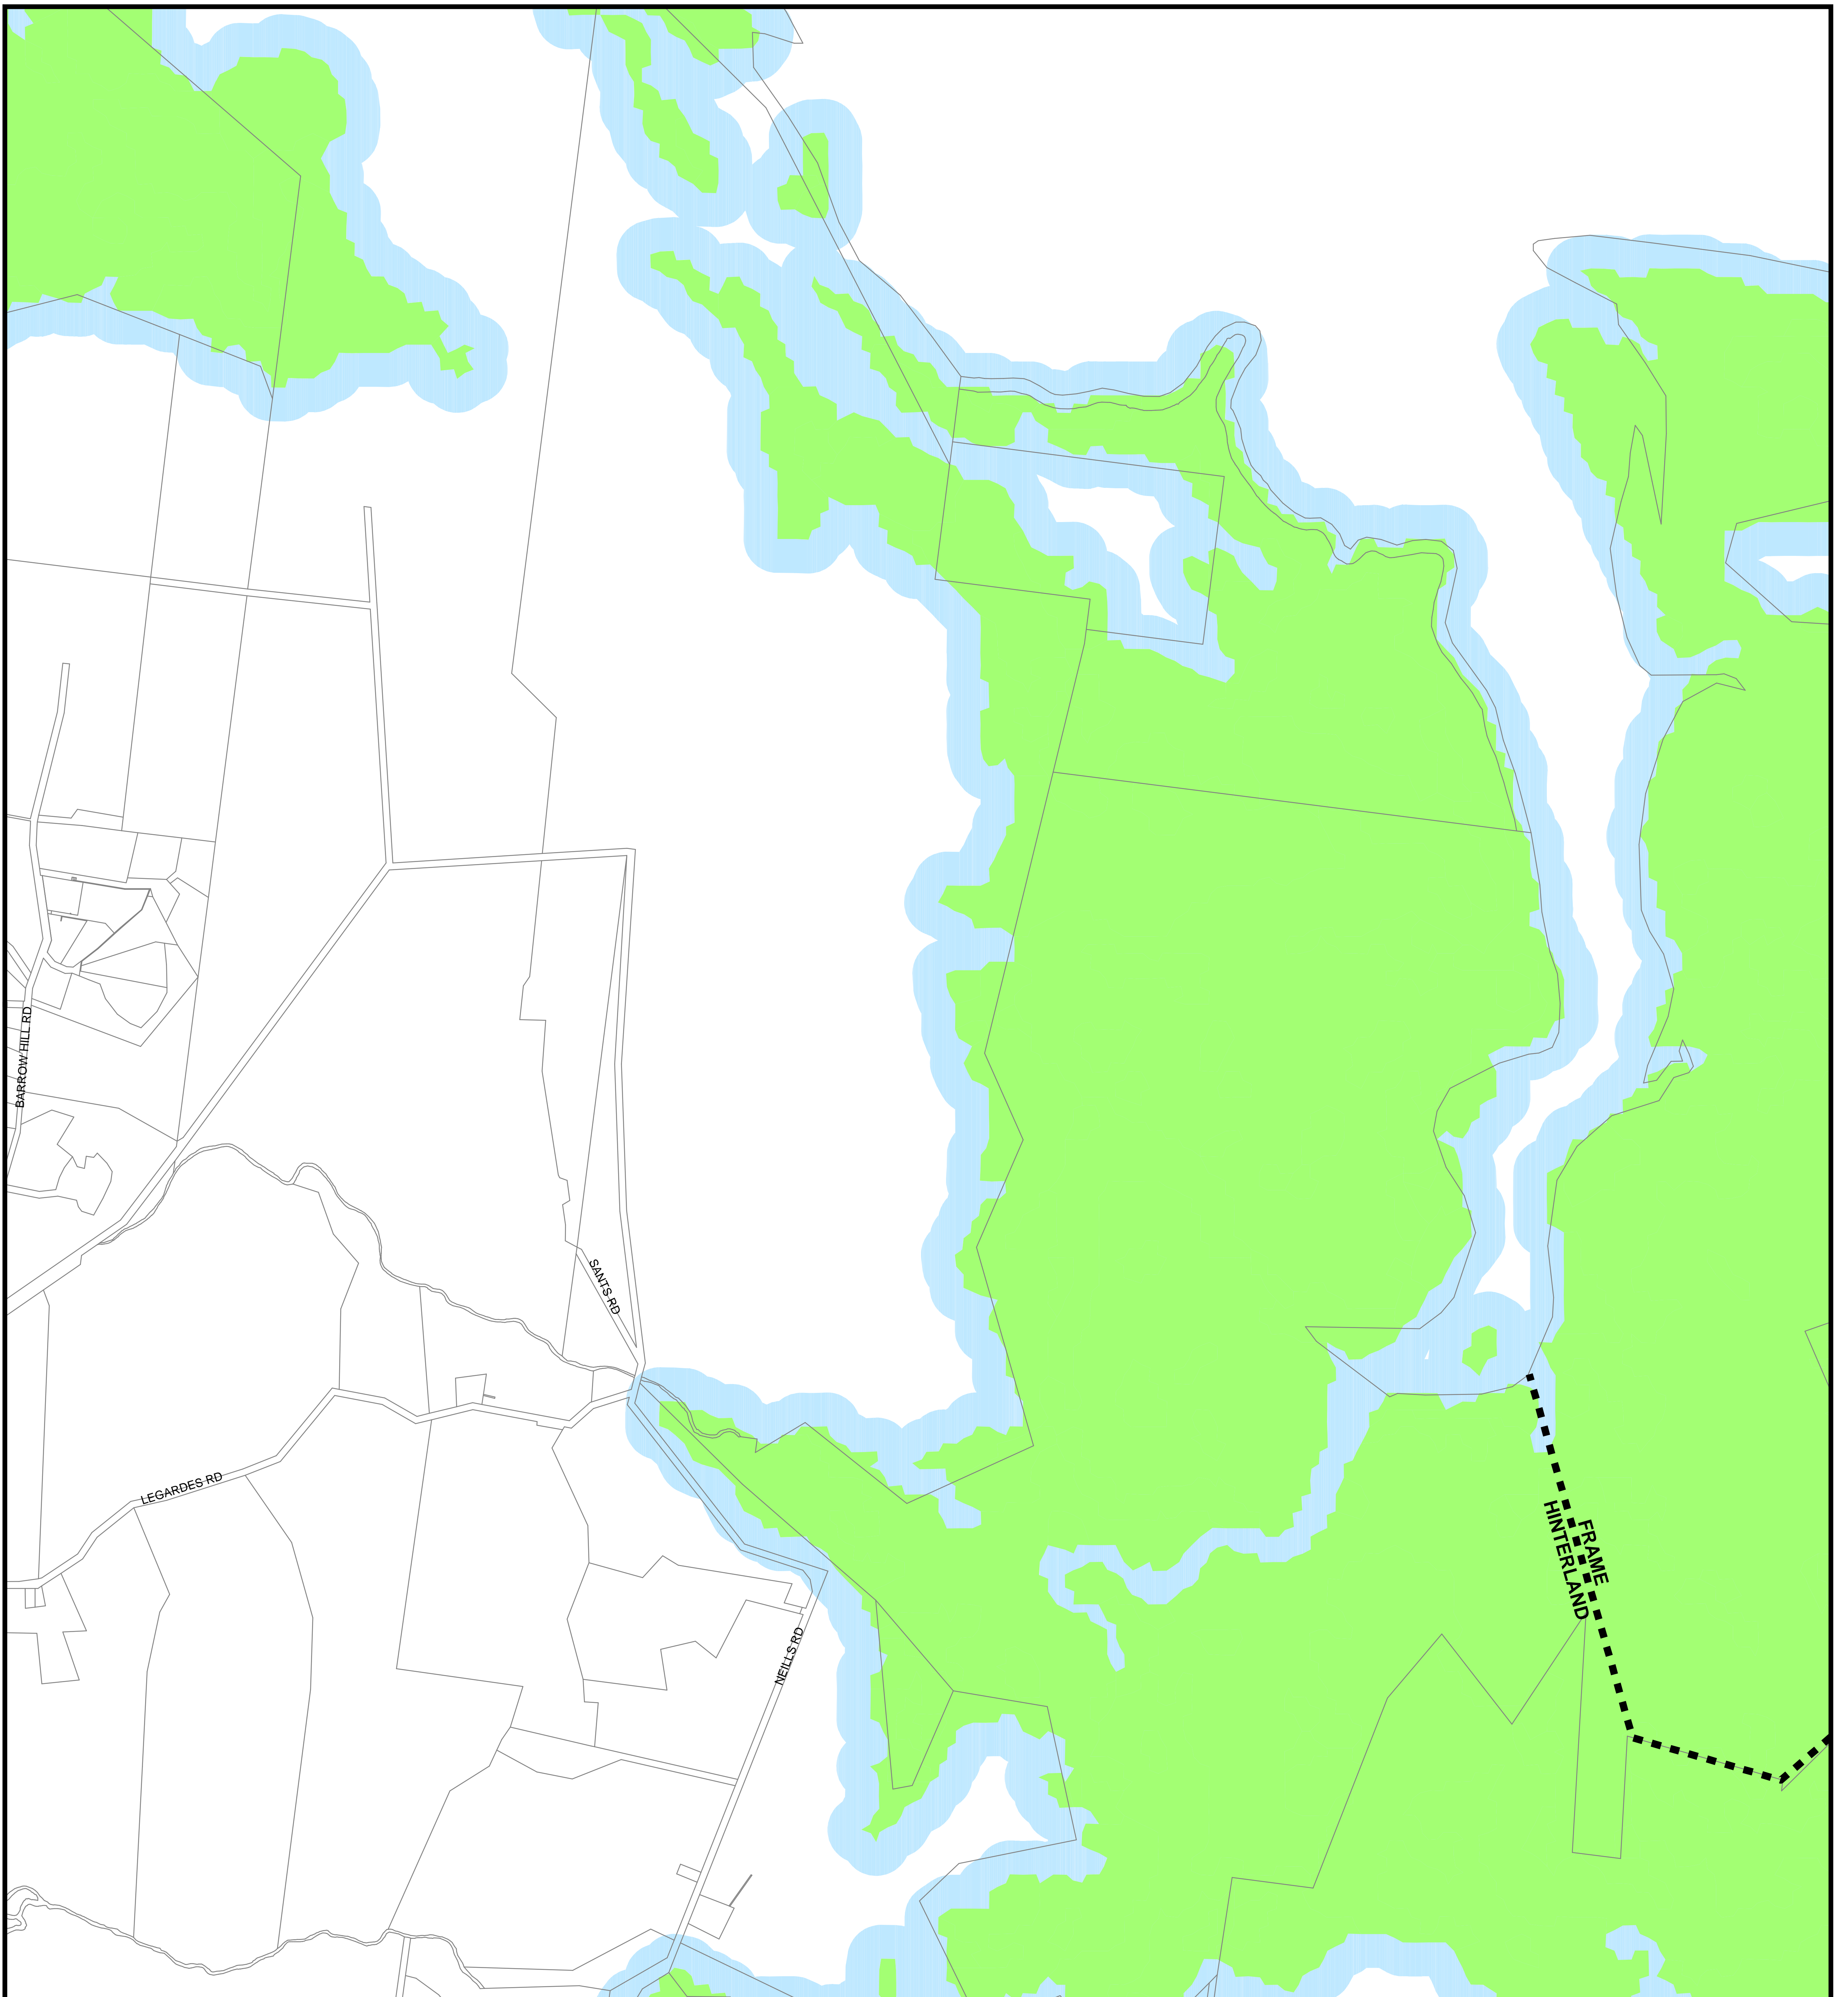 BARROW HILL RD
SANTS RD
LEGARDES RD
FRAME
HINTERLAND
NEILLS RD